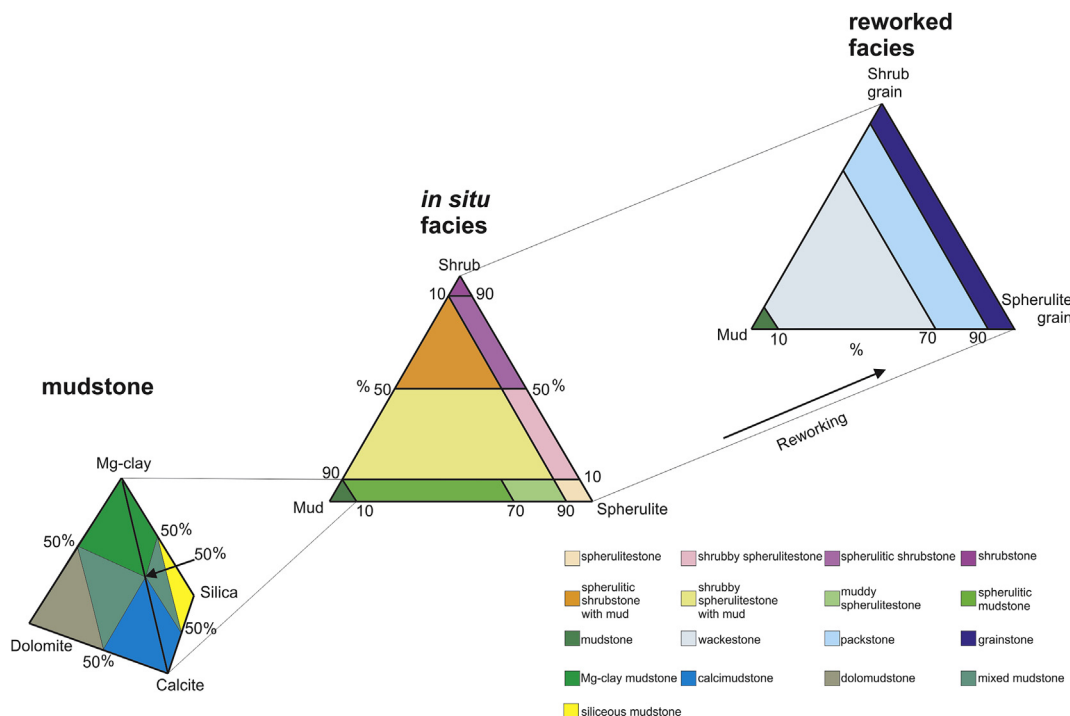 reworked
facies
Shrub
grain
Mud
10
70
90
%
Spherulite
grain
Reworking
in situ
facies
Shrub
10
90
% 50
50 %
90
10
Mud
10
70
90
Spherulite
mudstone
Mg-clay
50%
50%
50%
Silica
50%
Dolomite
50%
Calcite
spherulitestone
shrubby spherulitestone
spherulitic shrubstone
shrubstone
spherulitic
shrubstone
with mud
shrubby
spherulitestone
with mud
muddy
spherulitestone
spherulitic
mudstone
mudstone
wackestone
packstone
grainstone
Mg-clay mudstone
calcimudstone
dolomudstone
mixed mudstone
siliceous mudstone